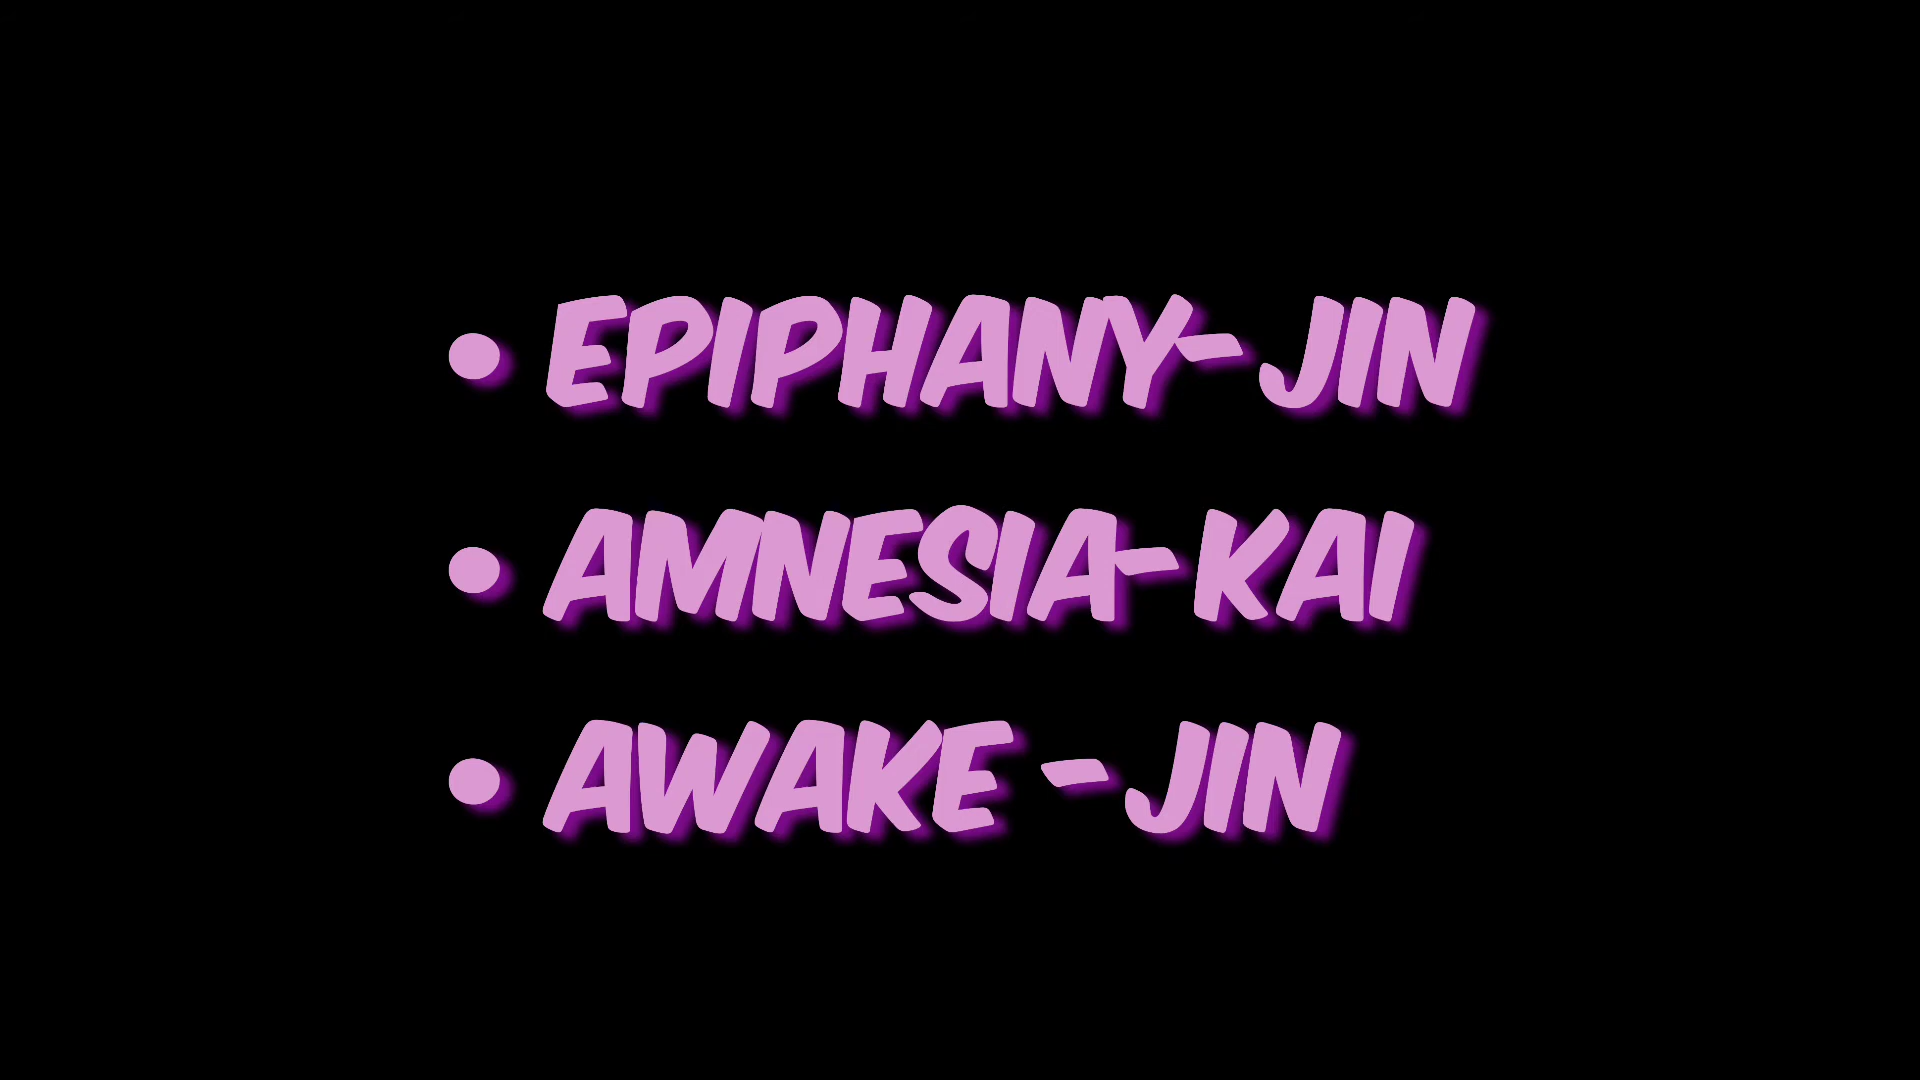 • EPIPHANY- JIN
• AMNESIA- KAI
• AWAKE - JIN